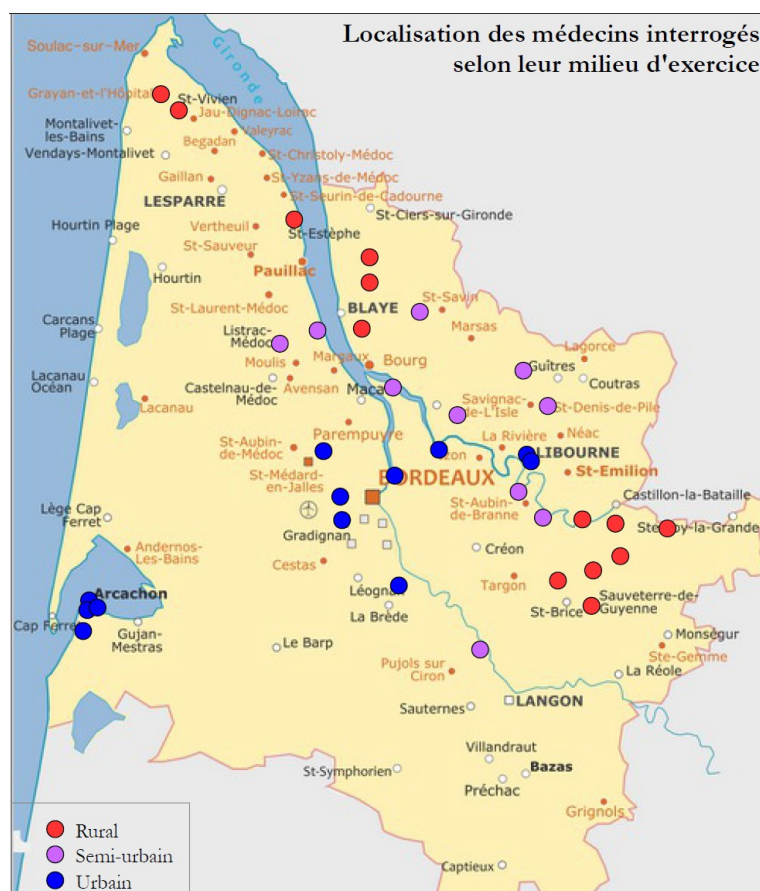 Localisation des médecins interrogés
selon leur milieu d'exercice
Soulac-sur-Mer
Gironde
Grayan-et-l'Hôpital
St-Vivien
Jau-Dignac-Loirac
Montalivet-
les-Bains
Valeyrac
Begadan
Vendays-Montalivet
St-Christoly-Médoc
Gaillan
St-Yzans-de-Médoc
LESPARRE
St-Seurin-de-Cadourne
St-Ciers-sur-Gironde
Hourtin Plage
Vertheuil
St-Estèphe
St-Sauveur
Pauillac
Hourtin
St-Laurent-Médoc
BLAYE
St-Savin
Carcans
Plage
Listrac-
Médoc
Marsas
Lagorce
Moulis
Margaux
Bourg
Guîtres
Lacanau
Océan
Castelnau-de-
Médoc
Avensan
Maca
Coutras
Lacanau
Savignac-
de-L'Isle
St-Denis-de-Pile
Parempuyre
Néac
St-Aubin-
de-Médoc
La Rivière
LIBOURNE
St-Médard-
en-Jalles
BORDEAUX
St-Emilion
Lège Cap
Ferret
St-Aubin-
de-Branne
Castillon-la-Bataille
Gradignan
Andernos-
Les-Bains
Créon
Cestas
Targon
Léognan
Arcachon
La Brède
St-Brice
Sauveterre-de-
Guyenne
Cap Ferret
Gujan-
Mestras
Le Barp
Monségur
Ste-Gemme
Pujols sur
Ciron
La Réole
Sauternes
LANGON
Villandraut
St-Symphorien
Bazas
Préchac
Grignols
Captieux
Rural
Semi-urbain
Urbain